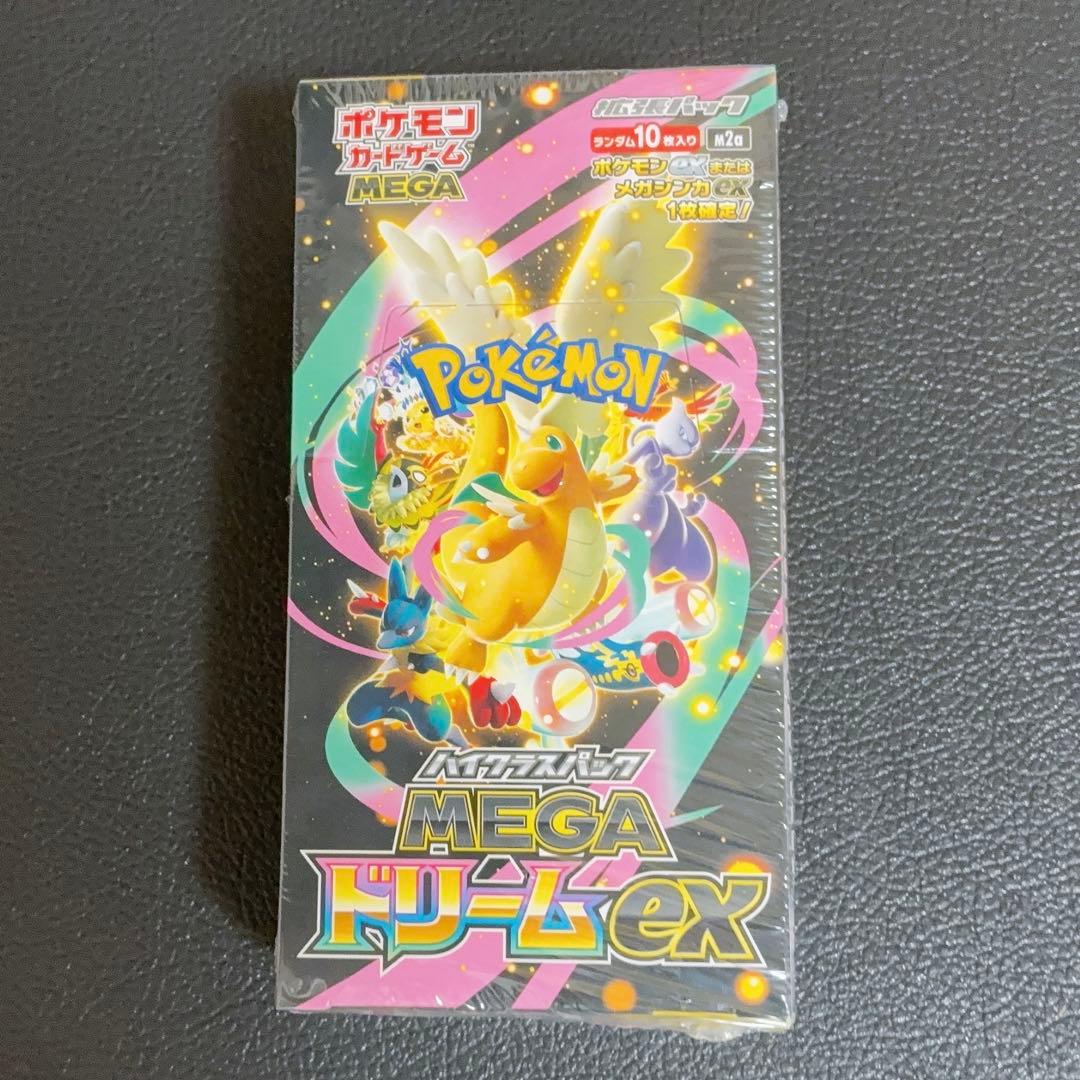 ポケモン
カードゲーム
MEGA
拡張パック
ランダム10枚入り M2a
ポケモンexまたは
メガシンカex
1枚確定!
POKéMON
ハイクラスパック
MEGA
ドリームex